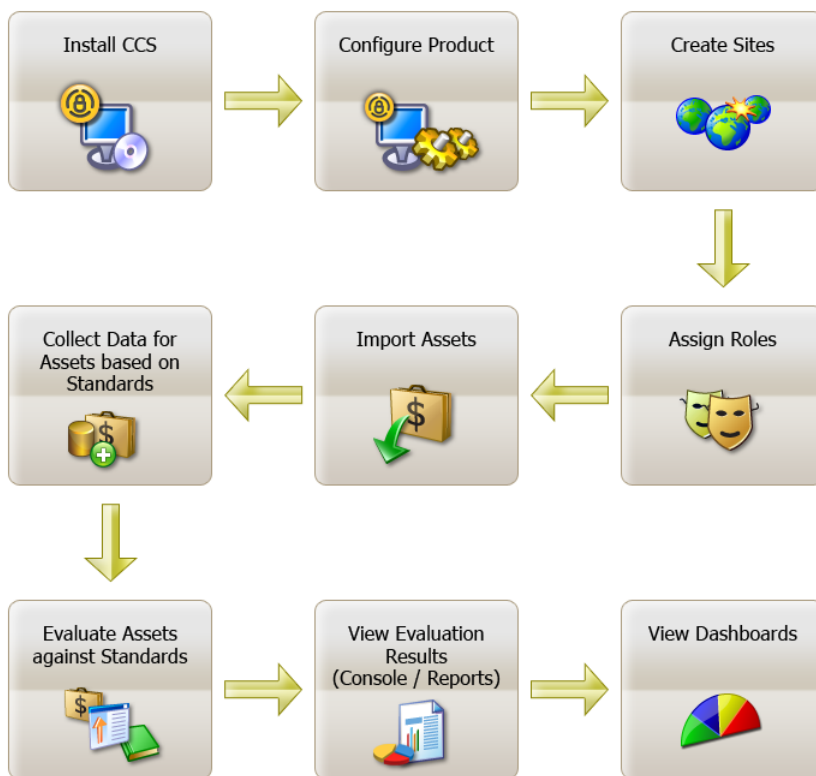 Install CCS
Configure Product
Create Sites
Assign Roles
Import Assets
Collect Data for
Assets based on
Standards
Evaluate Assets
against Standards
View Evaluation
Results
(Console / Reports)
View Dashboards